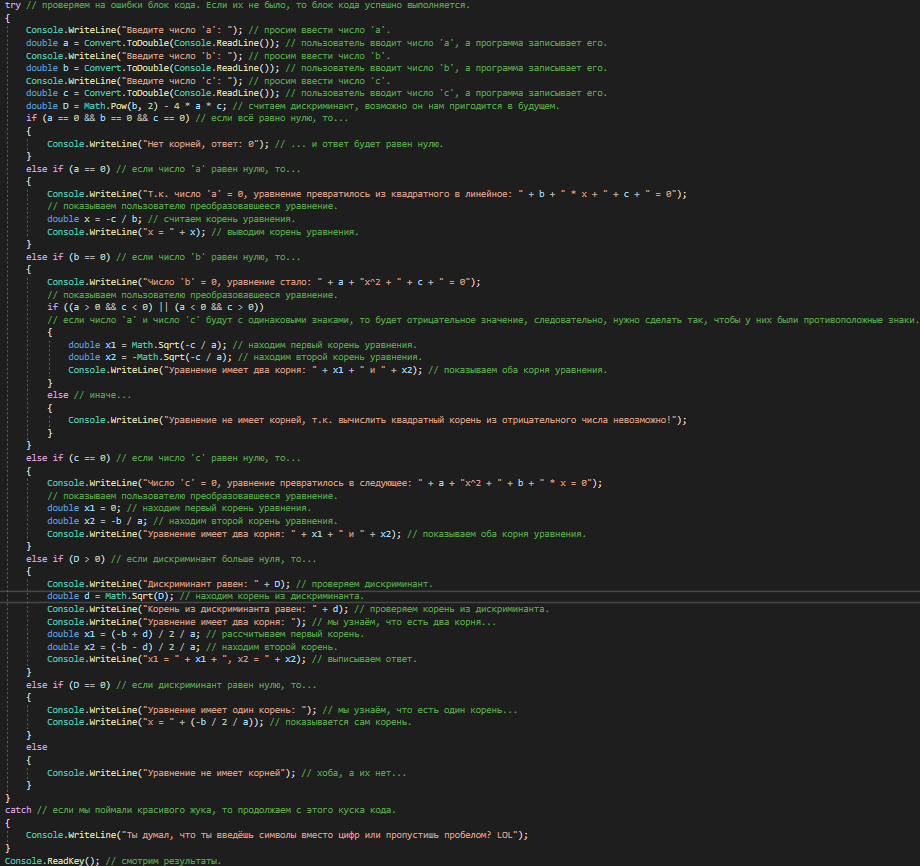 try // проверяем на ошибки блок кода. Если их не было, то блок кода успешно выполняется.
{
Console.WriteLine("Введите число 'a': "); // просим ввести число 'a'.
double a = Convert.ToDouble(Console.ReadLine()); // пользователь вводит число 'a', а программа записывает его.
Console.WriteLine("Введите число 'b': "); // просим ввести число 'b'.
double b = Convert.ToDouble(Console.ReadLine()); // пользователь вводит число 'b', а программа записывает его.
Console.WriteLine("Введите число 'c': "); // просим ввести число 'c'.
double c = Convert.ToDouble(Console.ReadLine()); // пользователь вводит число 'c', а программа записывает его.
double D = Math.Pow(b, 2) - 4 * a * c; // считаем дискриминант, возможно он нам пригодится в будущем.
if (a == 0 && b == 0 && c == 0) // если всё равно нулю, то...
{
Console.WriteLine("Нет корней, ответ: 0"); // ... и ответ будет равен нулю.
}
else if (a == 0) // если число 'a' равен нулю, то...
{
Console.WriteLine("Т.к. число 'a' = 0, уравнение превратилось из квадратного в линейное: " + b + " * x + " + c + " = 0");
// показываем пользователю преобразовавшееся уравнение.
double x = -c / b; // считаем корень уравнения.
Console.WriteLine("x = " + x); // выводим корень уравнения.
}
else if (b == 0) // если число 'b' равен нулю, то...
{
Console.WriteLine("Число 'b' = 0, уравнение стало: " + a + "x^2 + " + c + " = 0");
// показываем пользователю преобразовавшееся уравнение.
if ((a > 0 && c < 0) || (a < 0 && c > 0))
// если число 'a' и число 'c' будут с одинаковыми знаками, то будет отрицательное значение, следовательно, нужно сделать так, чтобы у них были противоположные знаки.
{
double x1 = Math.Sqrt(-c / a); // находим первый корень уравнения.
double x2 = -Math.Sqrt(-c / a); // находим второй корень уравнения.
Console.WriteLine("Уравнение имеет два корня: " + x1 + " и " + x2); // показываем оба корня уравнения.
}
else // иначе...
{
Console.WriteLine("Уравнение не имеет корней, т.к. вычислить квадратный корень из отрицательного числа невозможно!");
}
}
else if (c == 0) // если число 'c' равен нулю, то...
{
Console.WriteLine("Число 'c' = 0, уравнение превратилось в следующее: " + a + "x^2 + " + b + " * x = 0");
// показываем пользователю преобразовавшееся уравнение.
double x1 = 0; // находим первый корень уравнения.
double x2 = -b / a; // находим второй корень уравнения.
Console.WriteLine("Уравнение имеет два корня: " + x1 + " и " + x2); // показываем оба корня уравнения.
}
else if (D > 0) // если дискриминант больше нуля, то...
{
Console.WriteLine("Дискриминант равен: " + D); // проверяем дискриминант.
double d = Math.Sqrt(D); // находим корень из дискриминанта.
Console.WriteLine("Корень из дискриминанта равен: " + d); // проверяем корень из дискриминанта.
Console.WriteLine("Уравнение имеет два корня: "); // мы узнаём, что есть два корня...
double x1 = (-b + d) / 2 / a; // рассчитываем первый корень.
double x2 = (-b - d) / 2 / a; // находим второй корень.
Console.WriteLine("x1 = " + x1 + ", x2 = " + x2); // выписываем ответ.
}
else if (D == 0) // если дискриминант равен нулю, то...
{
Console.WriteLine("Уравнение имеет один корень: "); // мы узнаём, что есть один корень...
Console.WriteLine("x = " + (-b / 2 / a)); // показывается сам корень.
}
else
{
Console.WriteLine("Уравнение не имеет корней"); // хоба, а их нет...
}
}
catch // если мы поймали красивого жука, то продолжаем с этого куска кода.
{
Console.WriteLine("Ты думал, что ты введёшь символы вместо цифр или пропустишь пробелом? LOL");
}
Console.ReadKey(); // смотрим результаты.